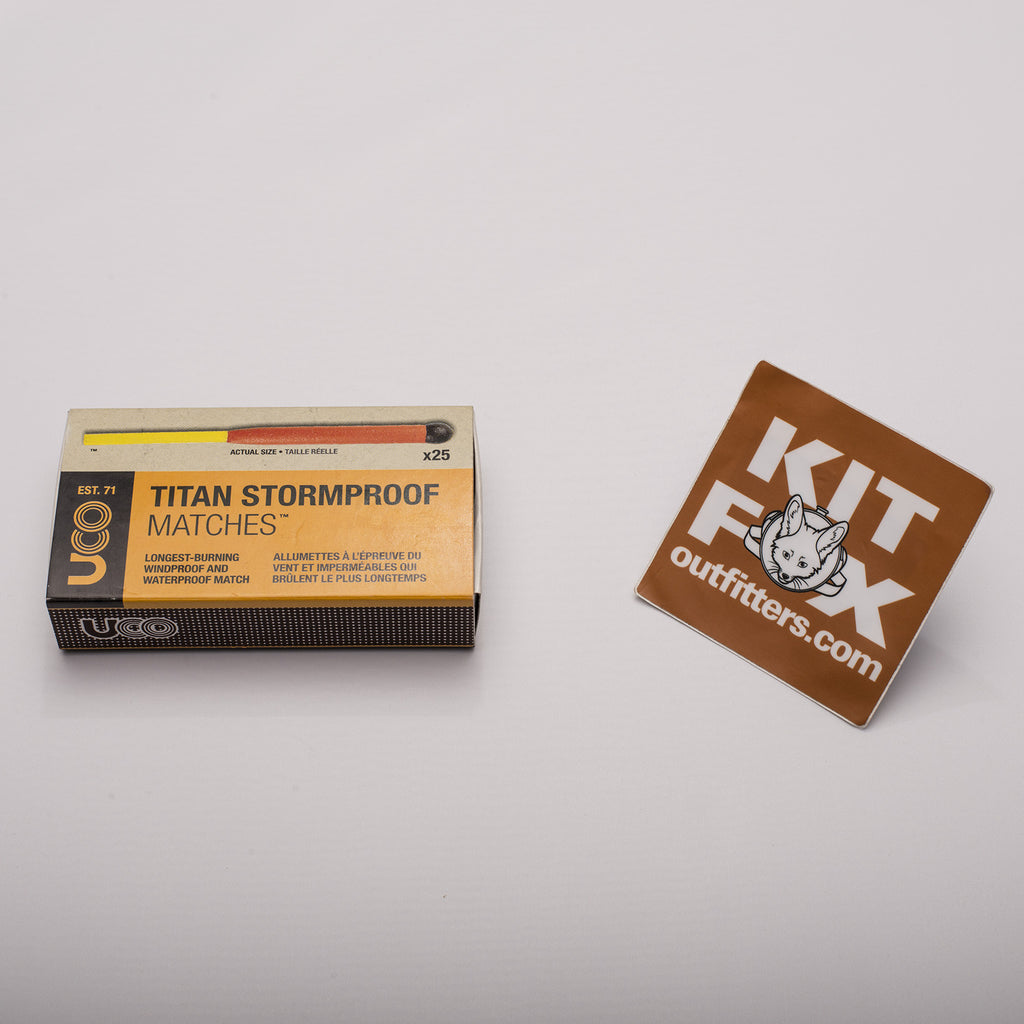 ™
ACTUAL SIZE • TAILLE RÉELLE
x25
EST. 71
UCO
TITAN STORMPROOF
MATCHES™
LONGEST-BURNING
WINDPROOF AND
WATERPROOF MATCH
ALLUMETTES À L'ÉPREUVE DU
VENT ET IMPERMÉABLES QUI
BRÛLENT LE PLUS LONGTEMPS
UCO
KIT
FOX
outfitters.com